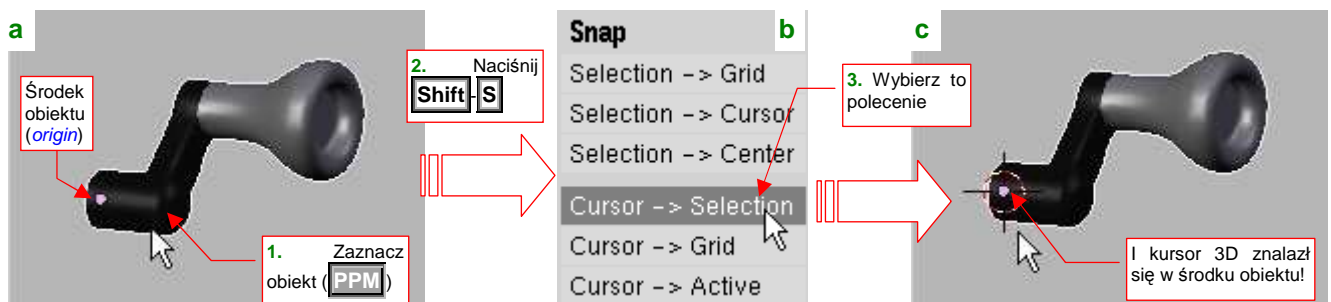 a
Środek
obiektu
(origin)
1. Zaznacz
obiekt (PPM)
2. Naciśnij
Shift-S
b
Snap
Selection -> Grid
Selection -> Cursor
Selection -> Center
Cursor -> Selection
Cursor -> Grid
Cursor -> Active
3. Wybierz to
polecenie
c
I kursor 3D znalazł
się w środku obiektu!